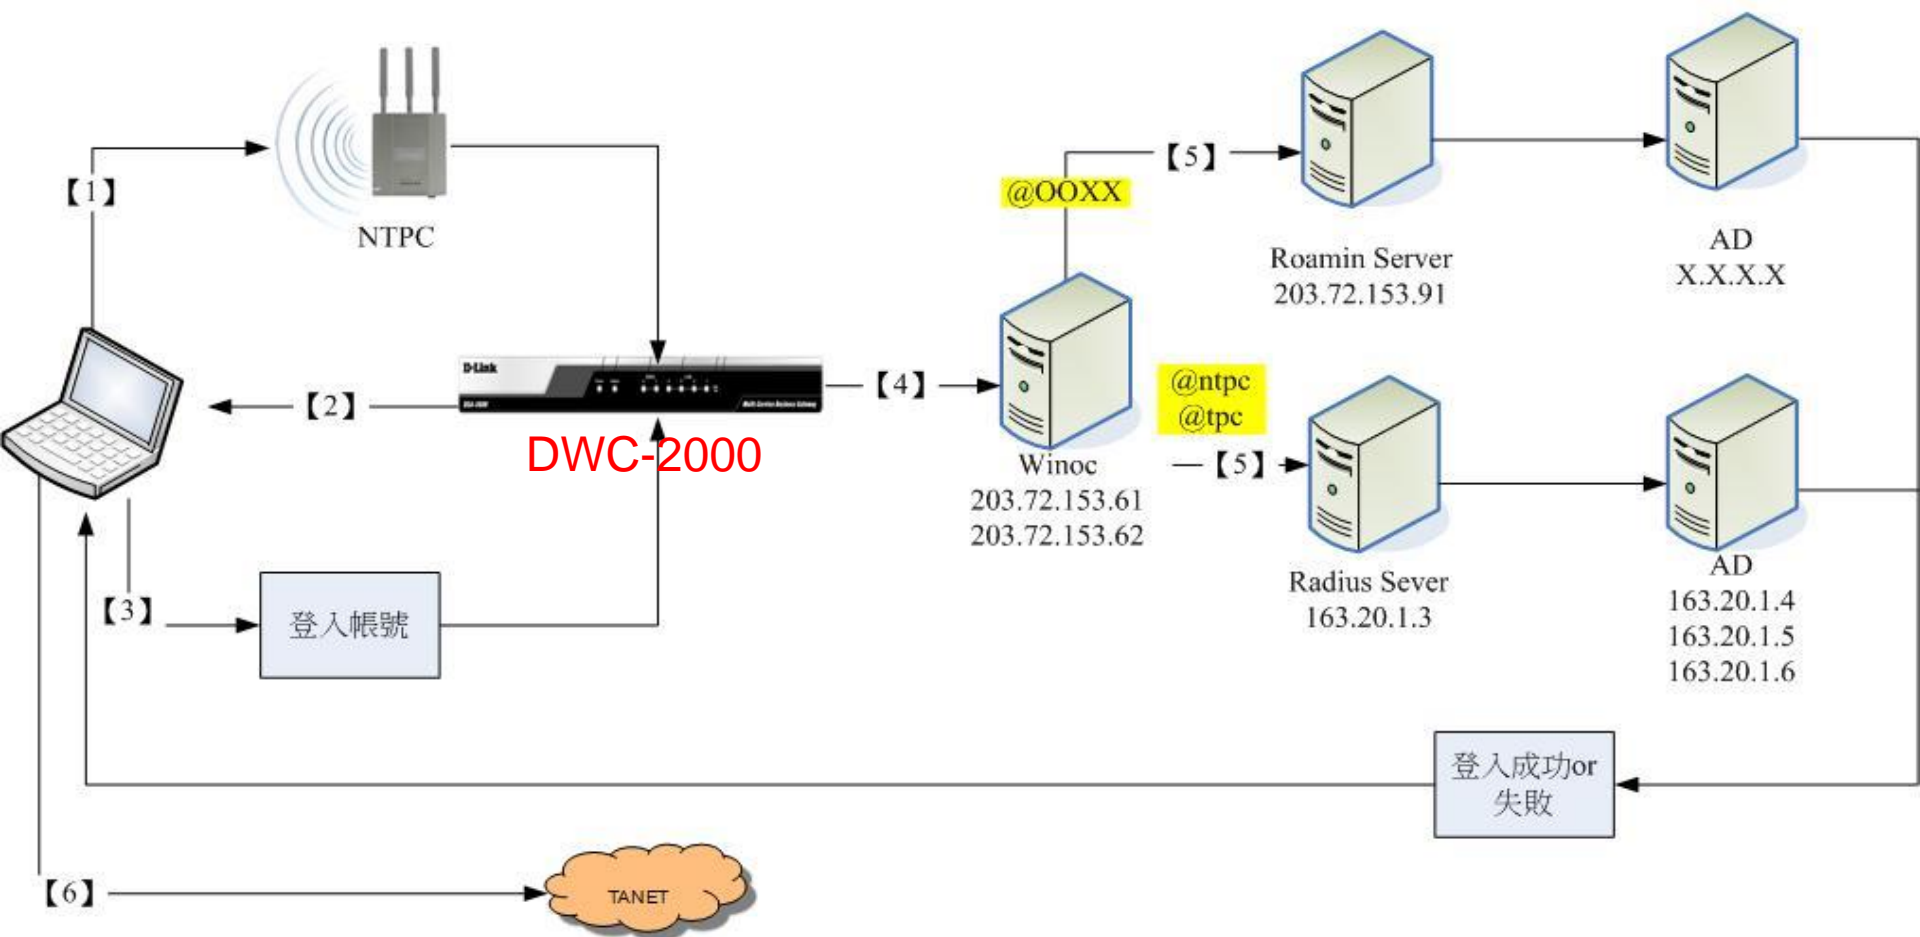 【1】
NTPC
【2】
D-Link
DWC-2000
【3】
登入帳號
【4】
@OOXX
【5】
Roamin Server
203.72.153.91
AD
X.X.X.X
Winoc
203.72.153.61
203.72.153.62
@ntpc
@tpc
【5】
Radius Sever
163.20.1.3
AD
163.20.1.4
163.20.1.5
163.20.1.6
登入成功or
失敗
【6】
TANET